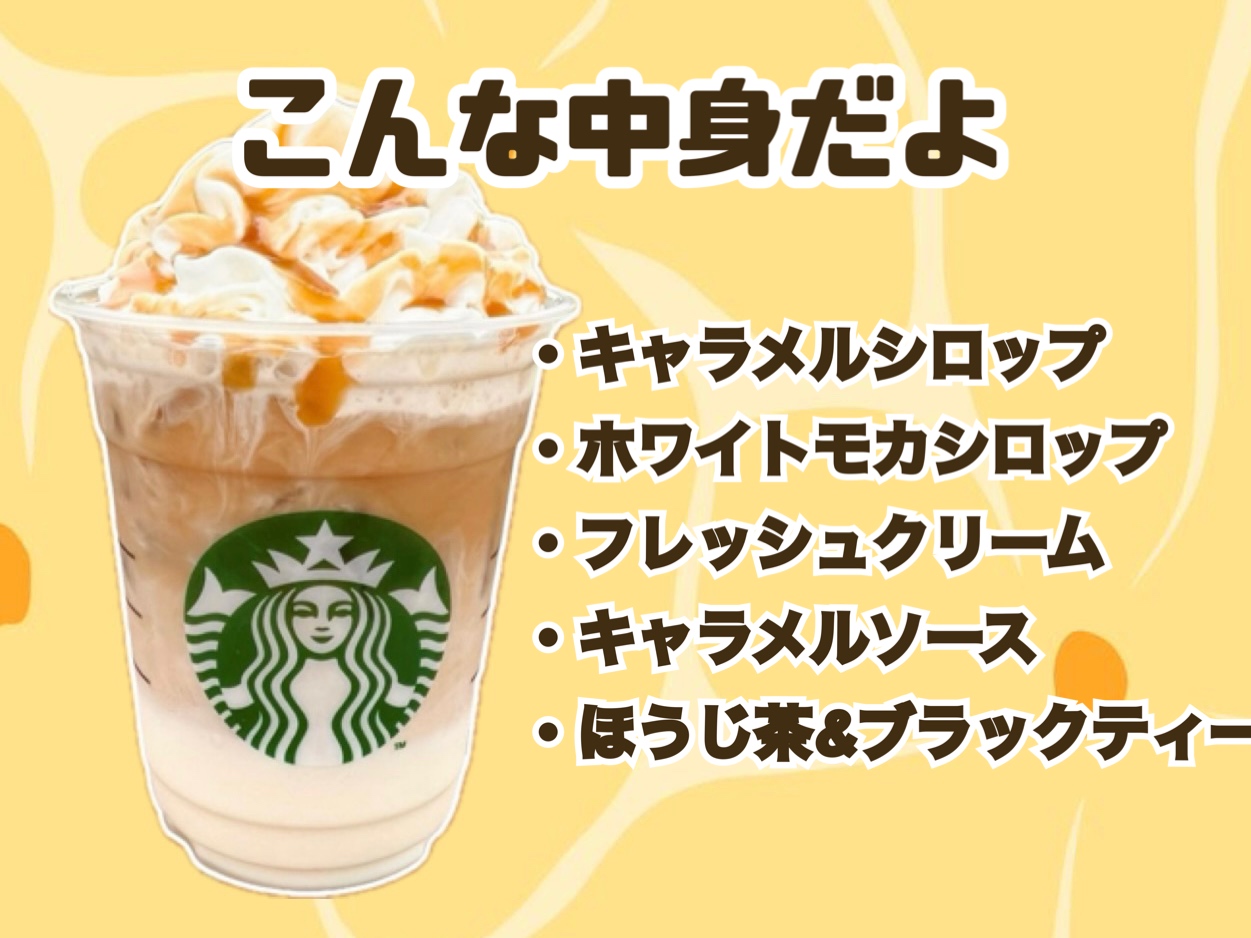 こんな中身だよ
・キャラメルシロップ
・ホワイトモカシロップ
・フレッシュクリーム
・キャラメルソース
・ほうじ茶&ブラックティー
TM